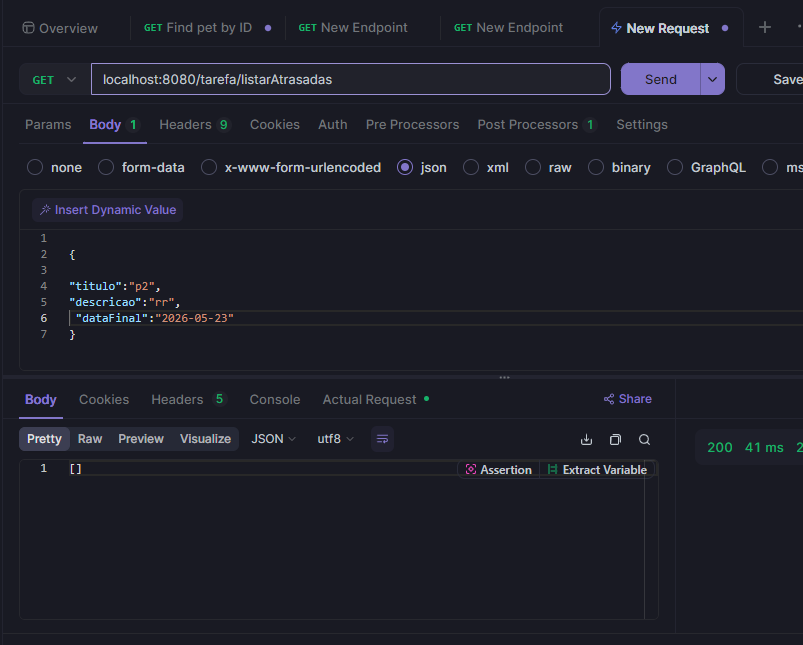 Overview GET Find pet by ID GET New Endpoint GET New Endpoint New Request
GET localhost:8080/tarefa/listarAtrasadas Send Save
Params Body 1 Headers 9 Cookies Auth Pre Processors Post Processors 1 Settings
none form-data x-www-form-urlencoded json xml raw binary GraphQL ms
Insert Dynamic Value
1
2 {
3
4 "titulo":"p2",
5 "descricao":"rr",
6 "dataFinal":"2026-05-23"
7 }
Body Cookies Headers 5 Console Actual Request Share
Pretty Raw Preview Visualize JSON utf8
200 41 ms 2
1 [] Assertion Extract Variable